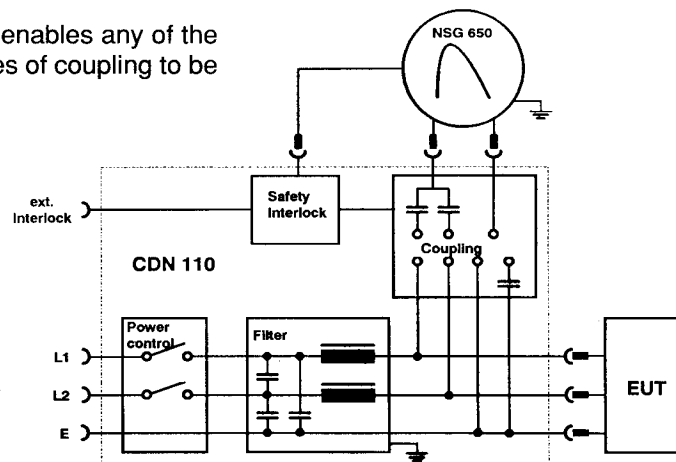 enables any of the
es of coupling to be
NSG 650
ext.
Interlock
Safety
Interlock
Coupling
CDN 110
Power
control
Filter
L1
L2
E
EUT